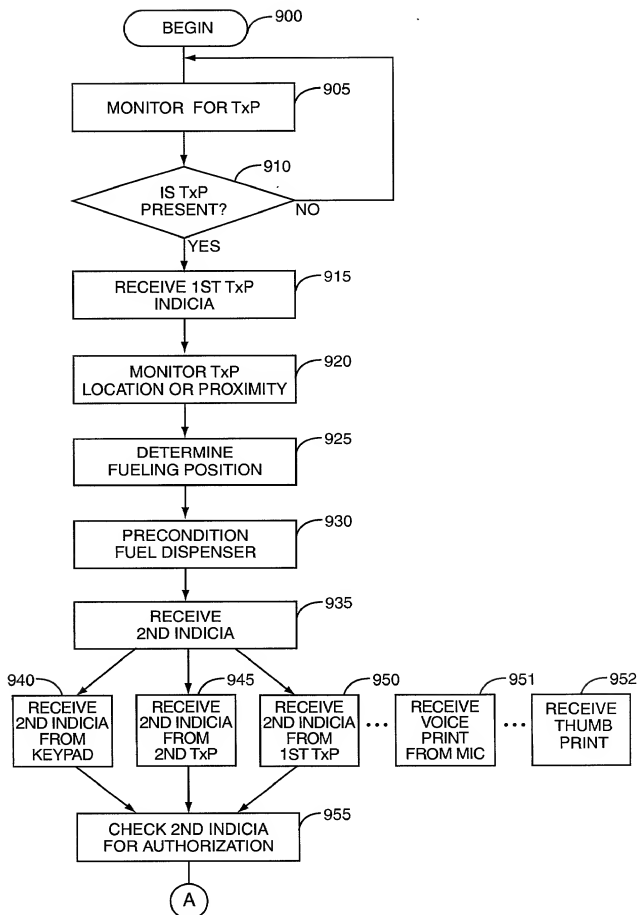 BEGIN
900
MONITOR FOR TxP
905
910
IS TxP
PRESENT?
NO
YES
RECEIVE 1ST TxP
INDICIA
915
MONITOR TxP
LOCATION OR PROXIMITY
920
DETERMINE
FUELING POSITION
925
PRECONDITION
FUEL DISPENSER
930
RECEIVE
2ND INDICIA
935
940
RECEIVE
2ND INDICIA
FROM
KEYPAD
945
RECEIVE
2ND INDICIA
FROM
2ND TxP
950
RECEIVE
2ND INDICIA
FROM
1ST TxP
951
RECEIVE
VOICE
PRINT
FROM MIC
952
RECEIVE
THUMB
PRINT
CHECK 2ND INDICIA
FOR AUTHORIZATION
955
A